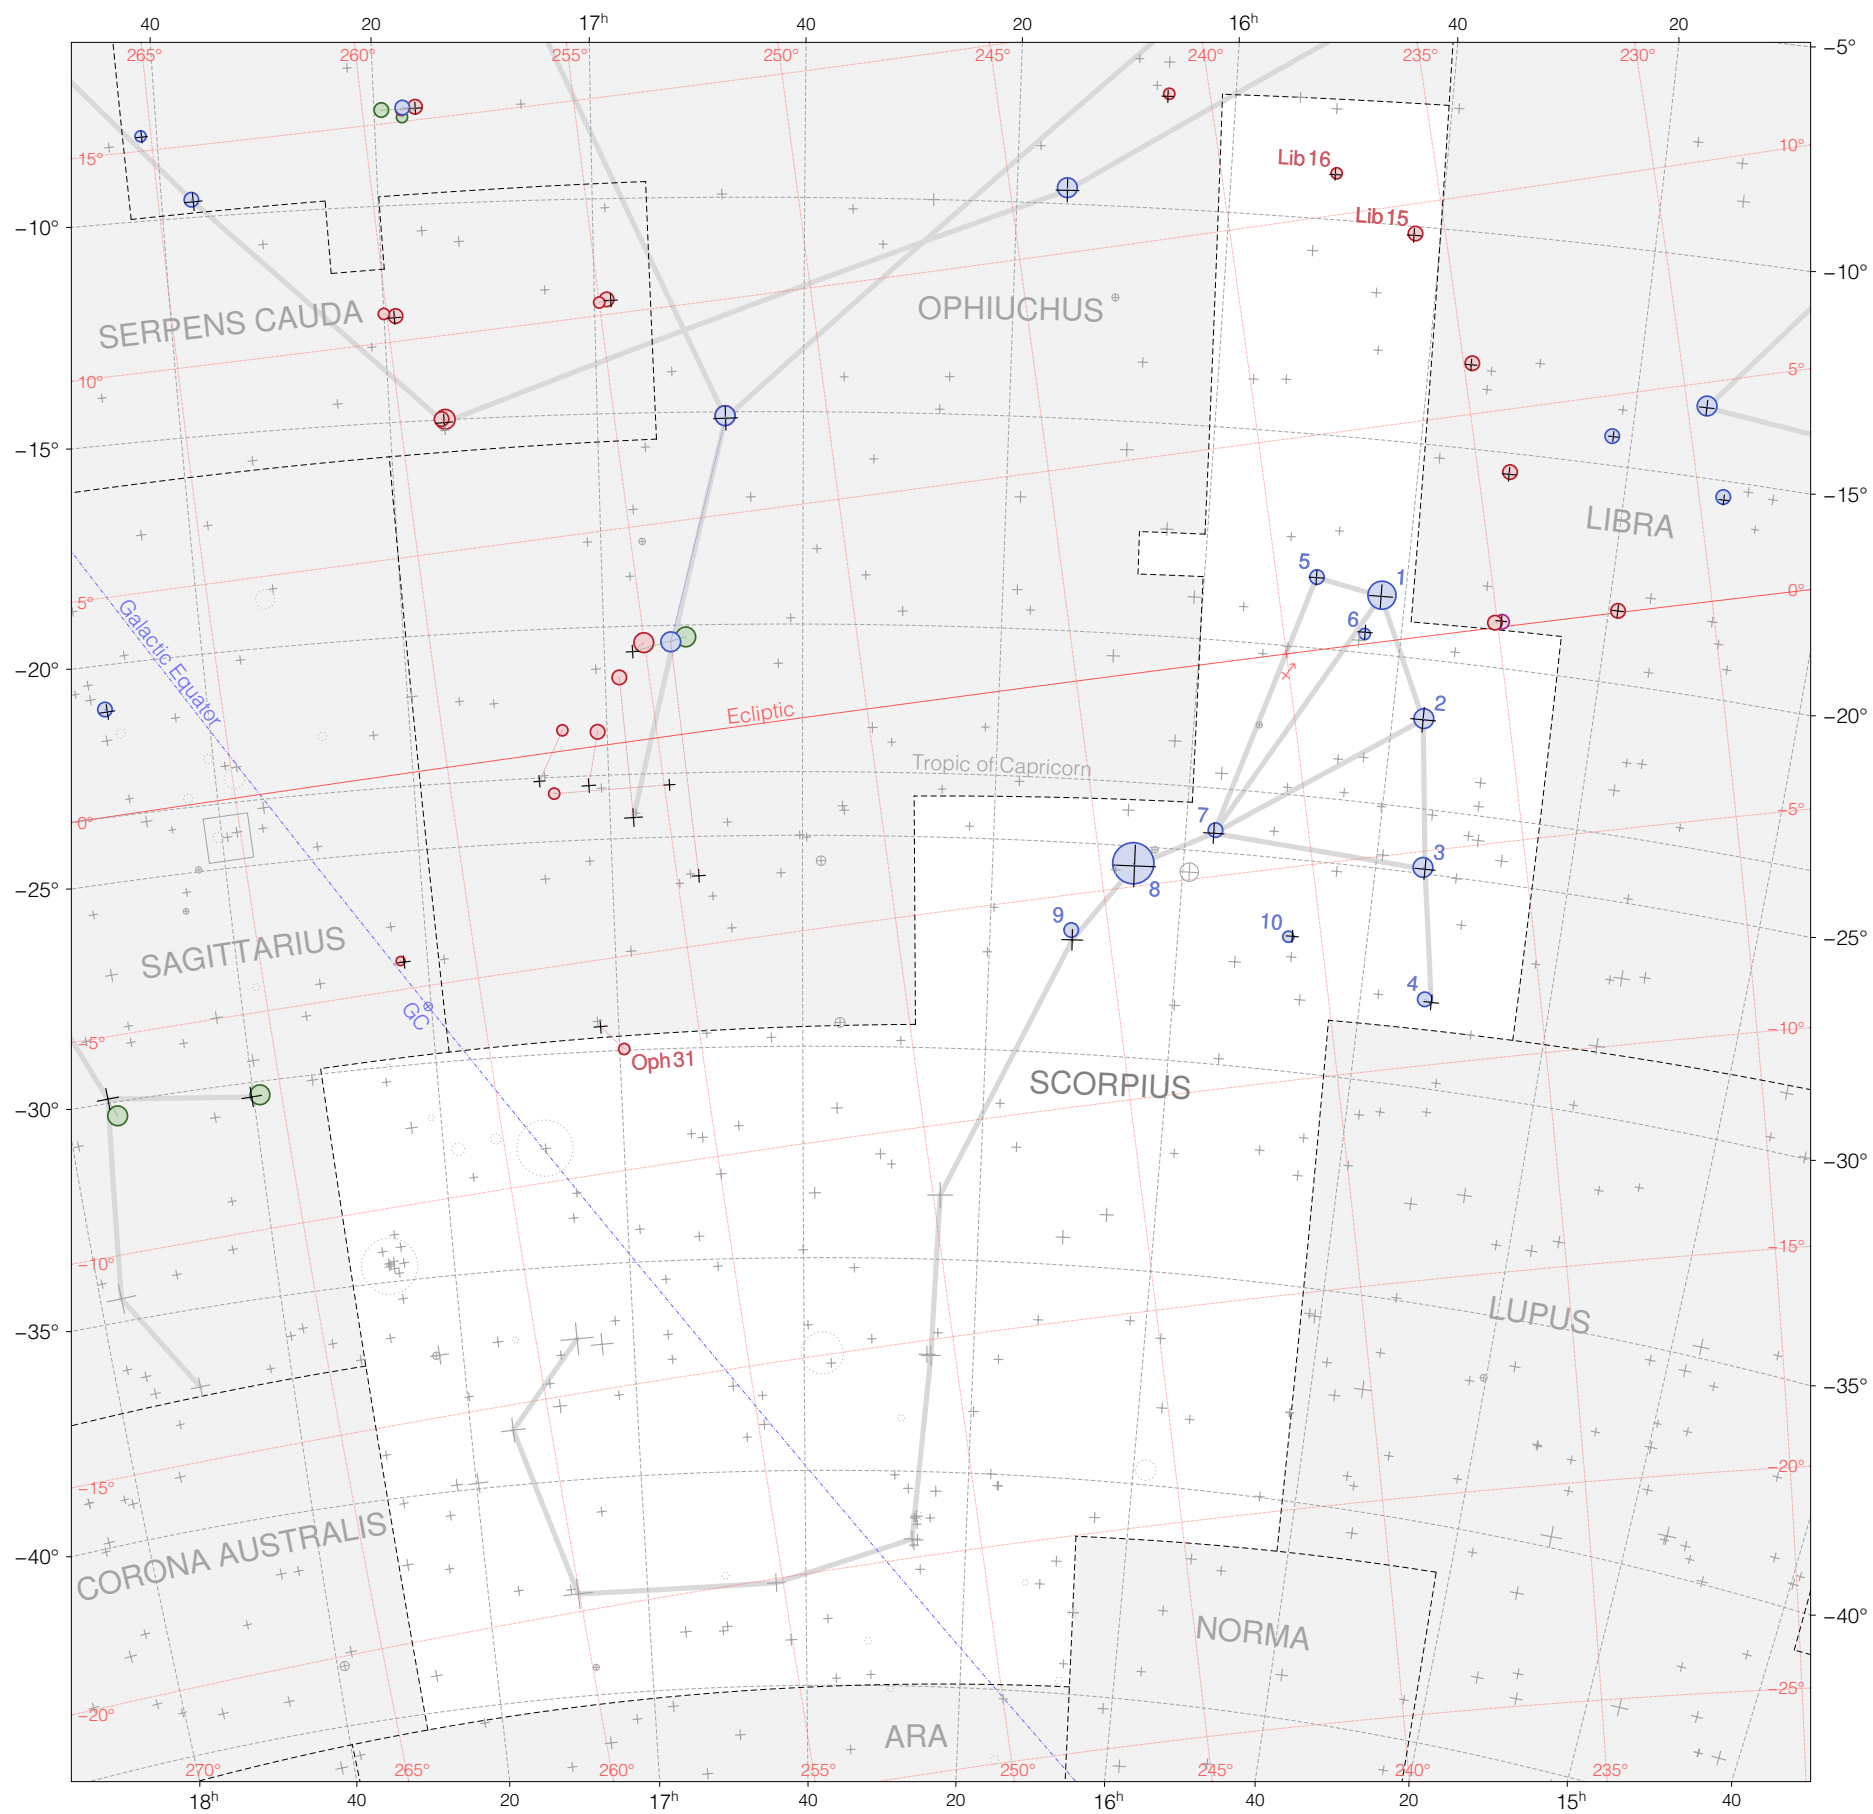 40 20 17h 40 20 16h 40 20
265° 260° 255° 250° 245° 240° 235° 230°
−5°
15° 10°
Lib 16
Lib 15
−10° −10°
SERPENS CAUDA
OPHIUCHUS
10° 5°
−15° −15°
LIBRA
5 1
5° 0°
6
Galactic Equator
−20° −20°
2
Ecliptic
Tropic of Capricorn
0° −5°
7
3
8
−25° −25°
9
10
SAGITTARIUS
4
GC
−5° −10°
Oph 31
SCORPIUS
−30° −30°
−10° −15°
LUPUS
−35° −35°
−15° −20°
CORONA AUSTRALIS
−40° −40°
NORMA
−20° −25°
ARA
270° 265° 260° 255° 250° 245° 240° 235°
18h 40 20 17h 40 20 16h 40 20 15h 40